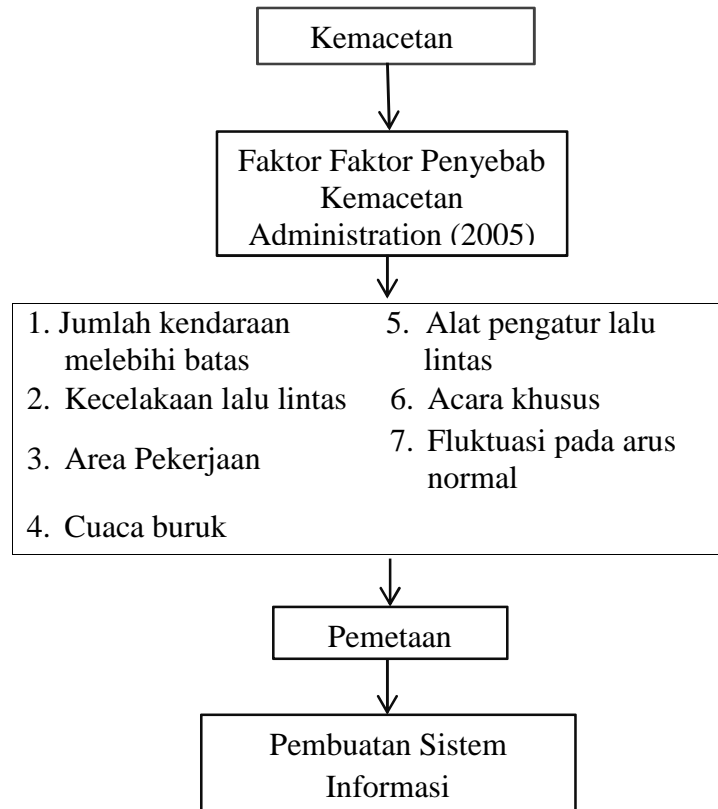 Kemacetan
Faktor Faktor Penyebab
Kemacetan
Administration (2005)
1. Jumlah kendaraan
melebihi batas
2. Kecelakaan lalu lintas
3. Area Pekerjaan
4. Cuaca buruk
5. Alat pengatur lalu
lintas
6. Acara khusus
7. Fluktuasi pada arus
normal
Pemetaan
Pembuatan Sistem
Informasi